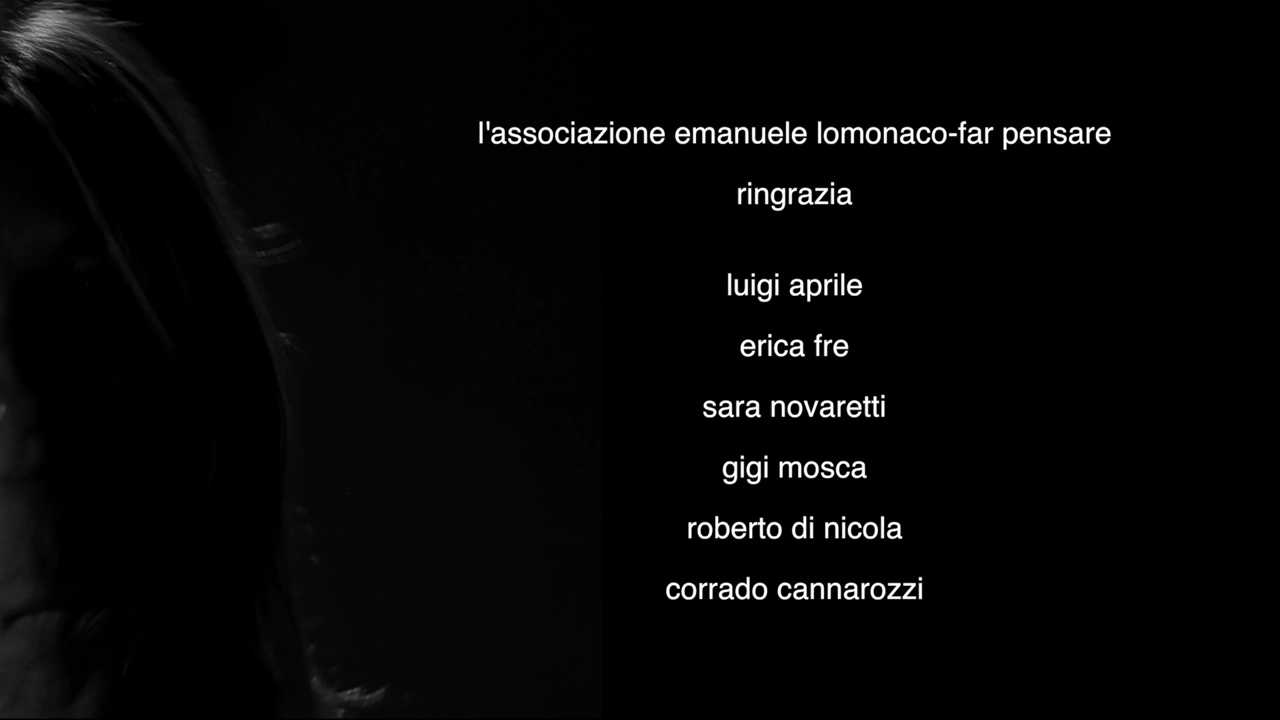 l'associazione emanuele lomonaco-far pensare
ringrazia
luigi aprile
erica fre
sara novaretti
gigi mosca
roberto di nicola
corrado cannarozzi